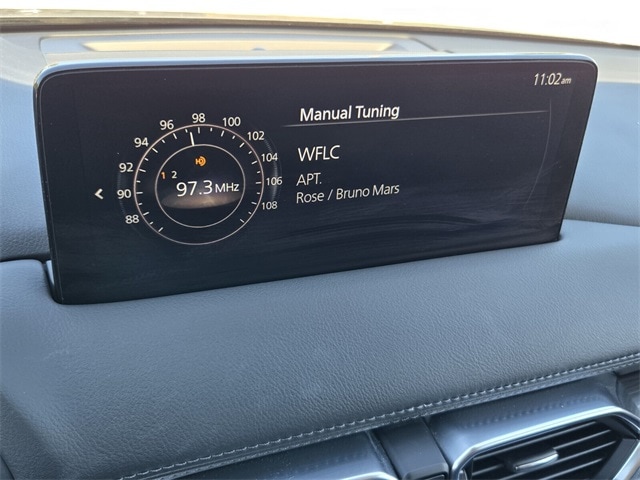 11:02am
Manual Tuning
88 90 92 94 96 98 100 102 104 106 108
HD
1 2
97.3 MHz
WFLC
APT.
Rose / Bruno Mars